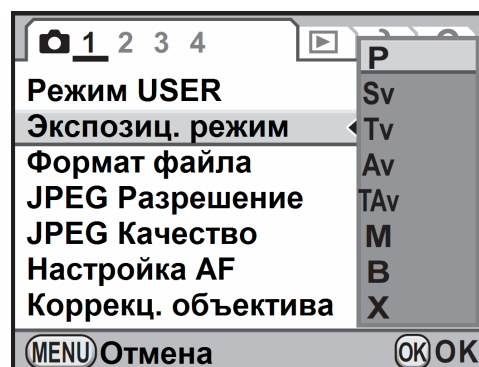 1 2 3 4
Режим USER
Экспозиц. режим
Формат файла
JPEG Разрешение
JPEG Качество
Настройка AF
Коррекц. объектива
P
Sv
Tv
Av
TAv
M
B
X
MENU Отмена
OK OK